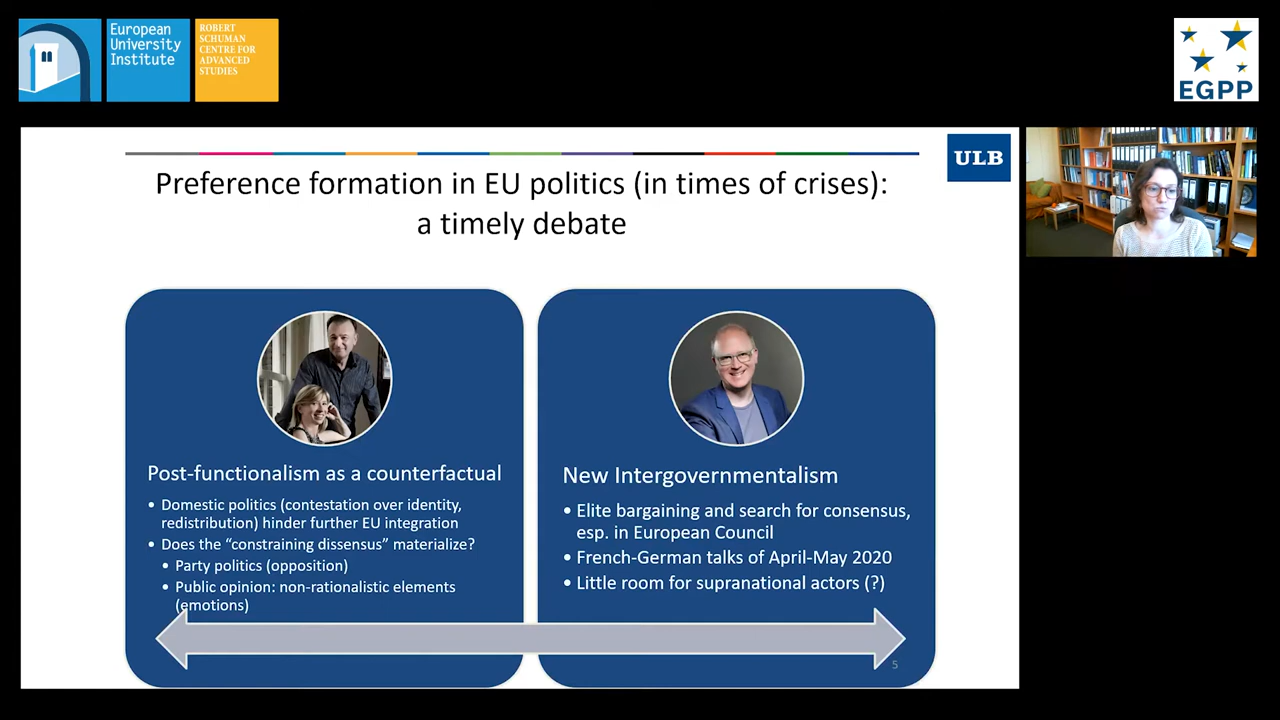 European
University
Institute
ROBERT
SCHUMAN
CENTRE FOR
ADVANCED
STUDIES
EGPP
ULB
Preference formation in EU politics (in times of crises):
a timely debate
Post-functionalism as a counterfactual
• Domestic politics (contestation over identity,
redistribution) hinder further EU integration
• Does the “constraining dissensus” materialize?
• Party politics (opposition)
• Public opinion: non-rationalistic elements
(emotions)
New Intergovernmentalism
• Elite bargaining and search for consensus,
esp. in European Council
• French-German talks of April-May 2020
• Little room for supranational actors (?)
5